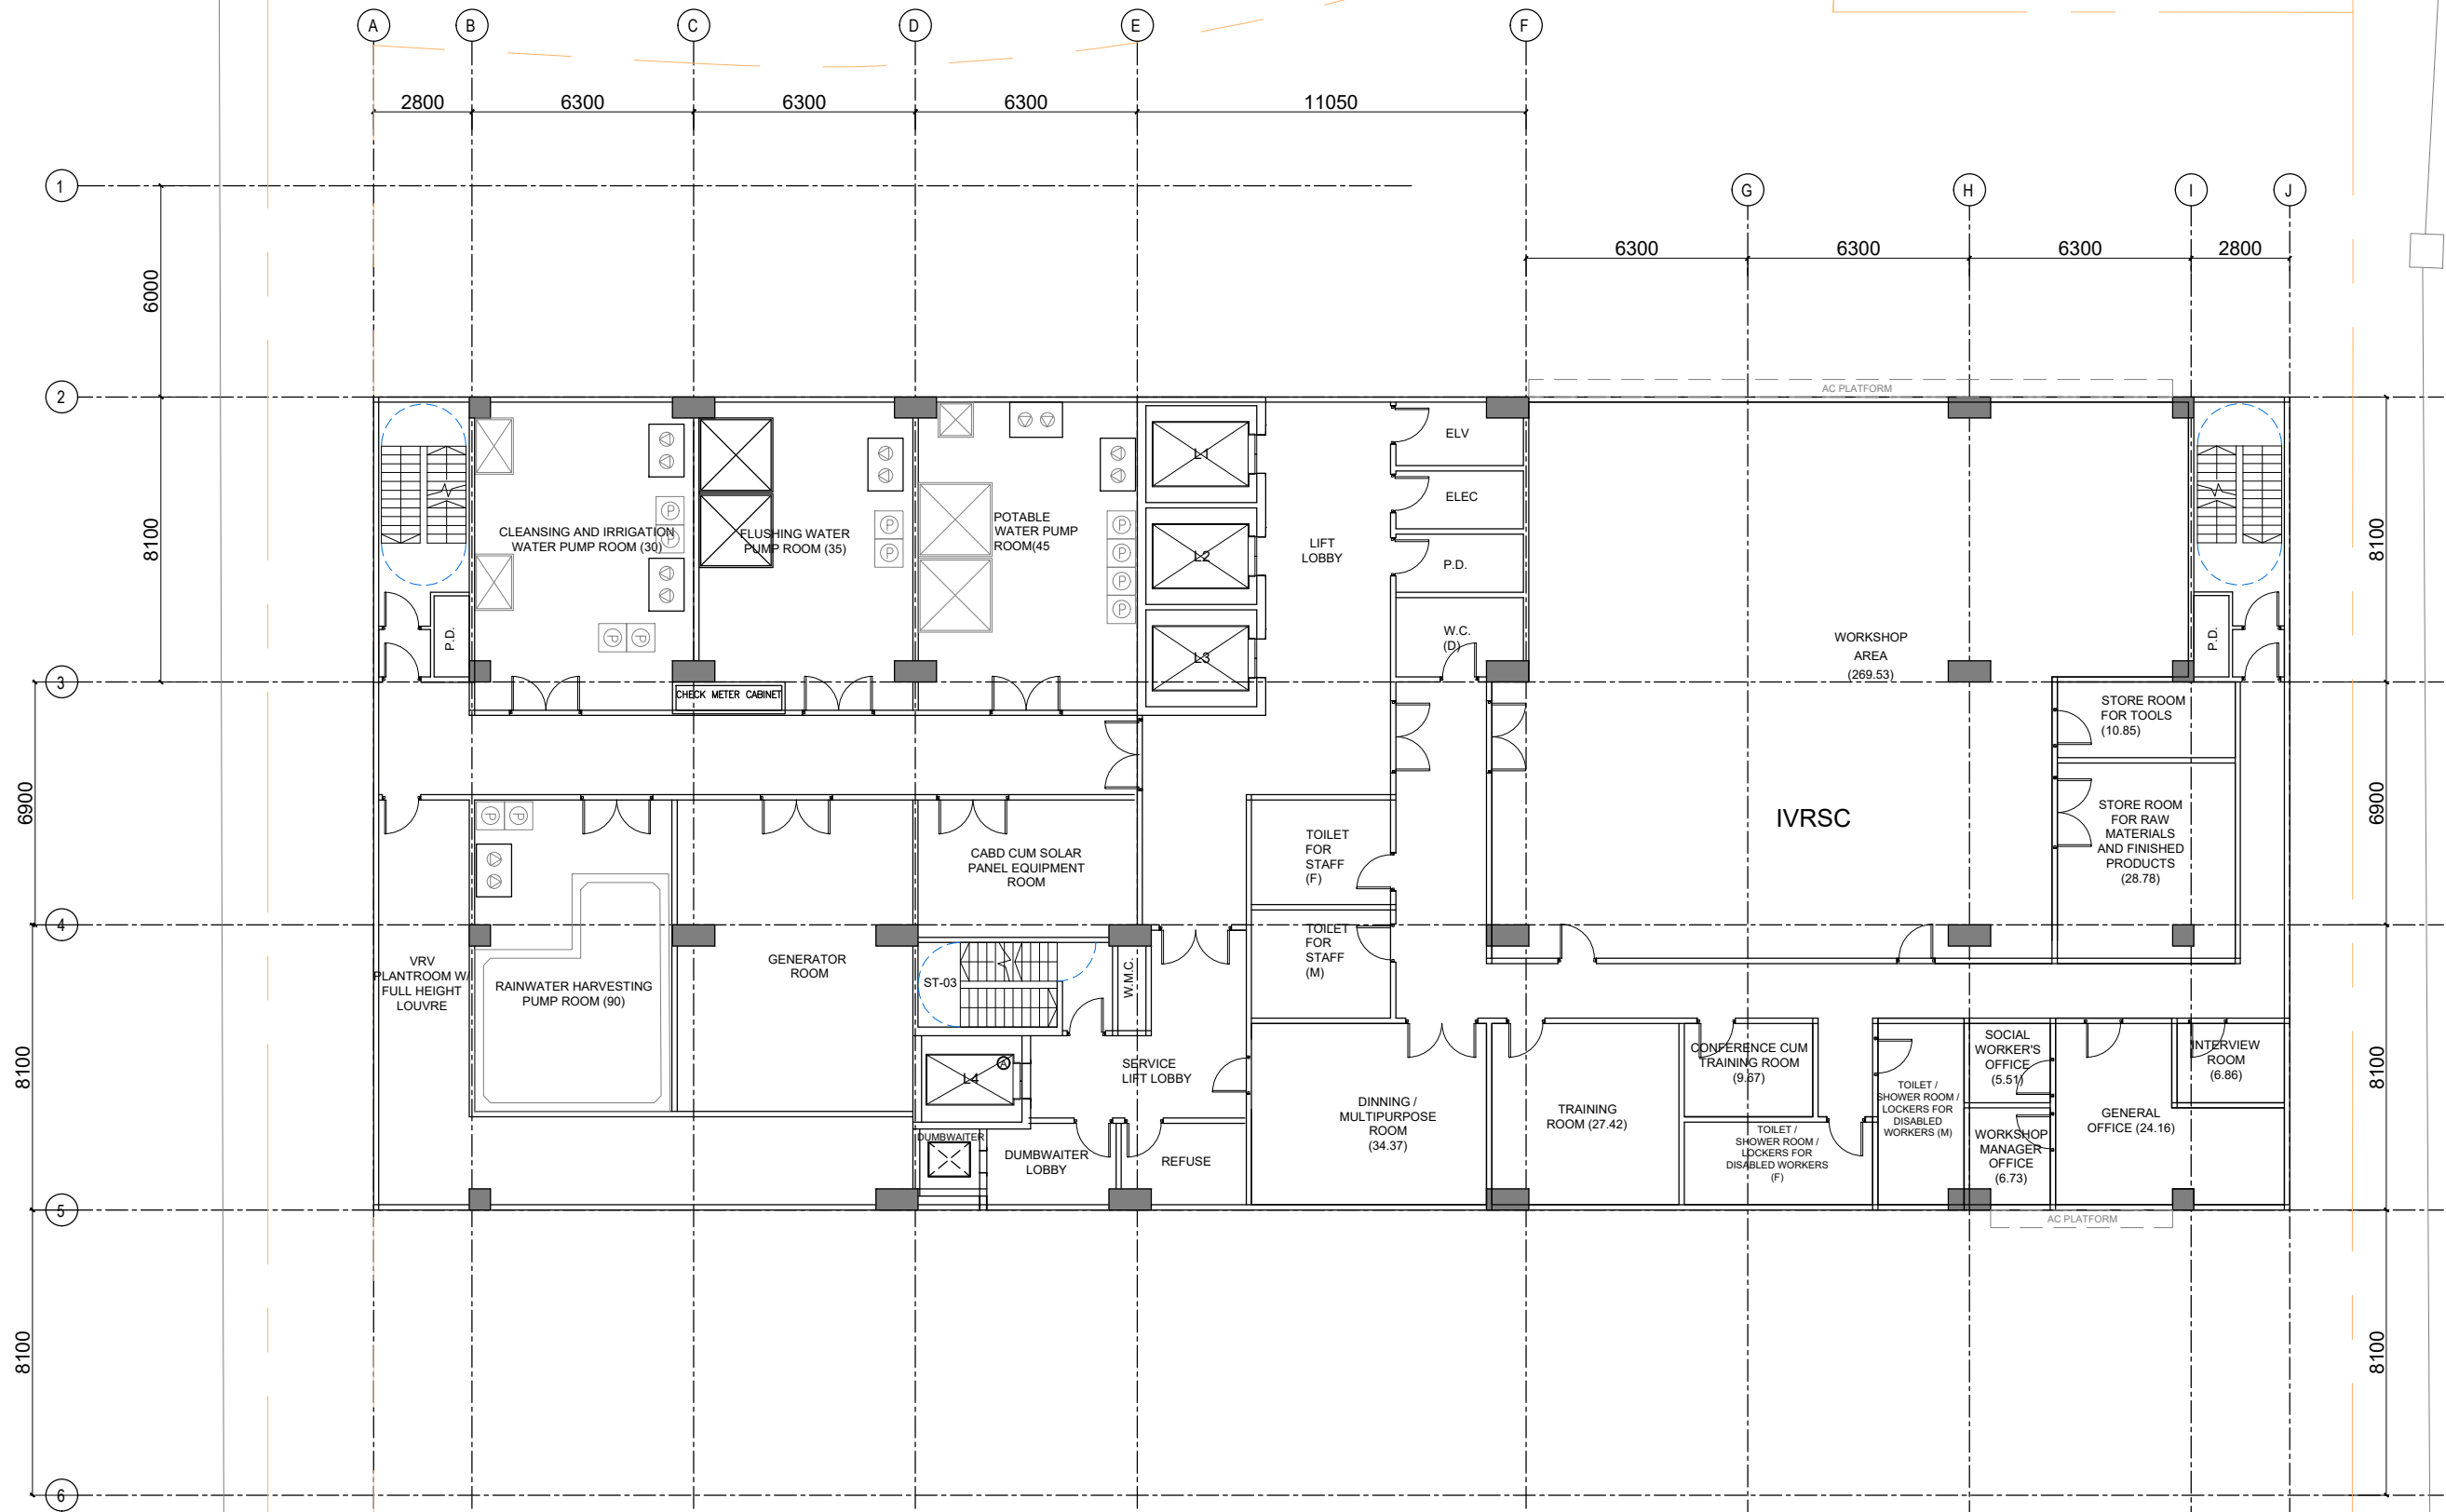 A
B
C
D
E
F
2800
6300
6300
6300
11050
1
G
H
I
J
6300
6300
6300
2800
6000
2
AC PLATFORM
8100
8100
L1
L2
L3
LIFT
LOBBY
ELV
ELEC
P.D.
W.C.
(D)
CLEANSING AND IRRIGATION
WATER PUMP ROOM (30)
FLUSHING WATER
PUMP ROOM (35)
POTABLE
WATER PUMP
ROOM(45
P
P
P
P
P
P
P
P
P
P
P.D.
P.D.
WORKSHOP
AREA
(269.53)
3
CHECK METER CABINET
STORE ROOM
FOR TOOLS
(10.85)
6900
6900
IVRSC
STORE ROOM
FOR RAW
MATERIALS
AND FINISHED
PRODUCTS
(28.78)
P
P
TOILET
FOR
STAFF
(F)
CABD CUM SOLAR
PANEL EQUIPMENT
ROOM
4
TOILET
FOR
STAFF
(M)
VRV
PLANTROOM W/
FULL HEIGHT
LOUVRE
RAINWATER HARVESTING
PUMP ROOM (90)
GENERATOR
ROOM
ST-03
W.M.C.
8100
8100
L4
A
SERVICE
LIFT LOBBY
DUMBWAITER
DUMBWAITER
LOBBY
REFUSE
DINNING /
MULTIPURPOSE
ROOM
(34.37)
TRAINING
ROOM (27.42)
CONFERENCE CUM
TRAINING ROOM
(9.67)
TOILET /
SHOWER ROOM /
LOCKERS FOR
DISABLED WORKERS
(F)
TOILET /
SHOWER ROOM /
LOCKERS FOR
DISABLED
WORKERS (M)
SOCIAL
WORKER'S
OFFICE
(5.51)
WORKSHOP
MANAGER
OFFICE
(6.73)
GENERAL
OFFICE (24.16)
INTERVIEW
ROOM
(6.86)
5
AC PLATFORM
8100
8100
6